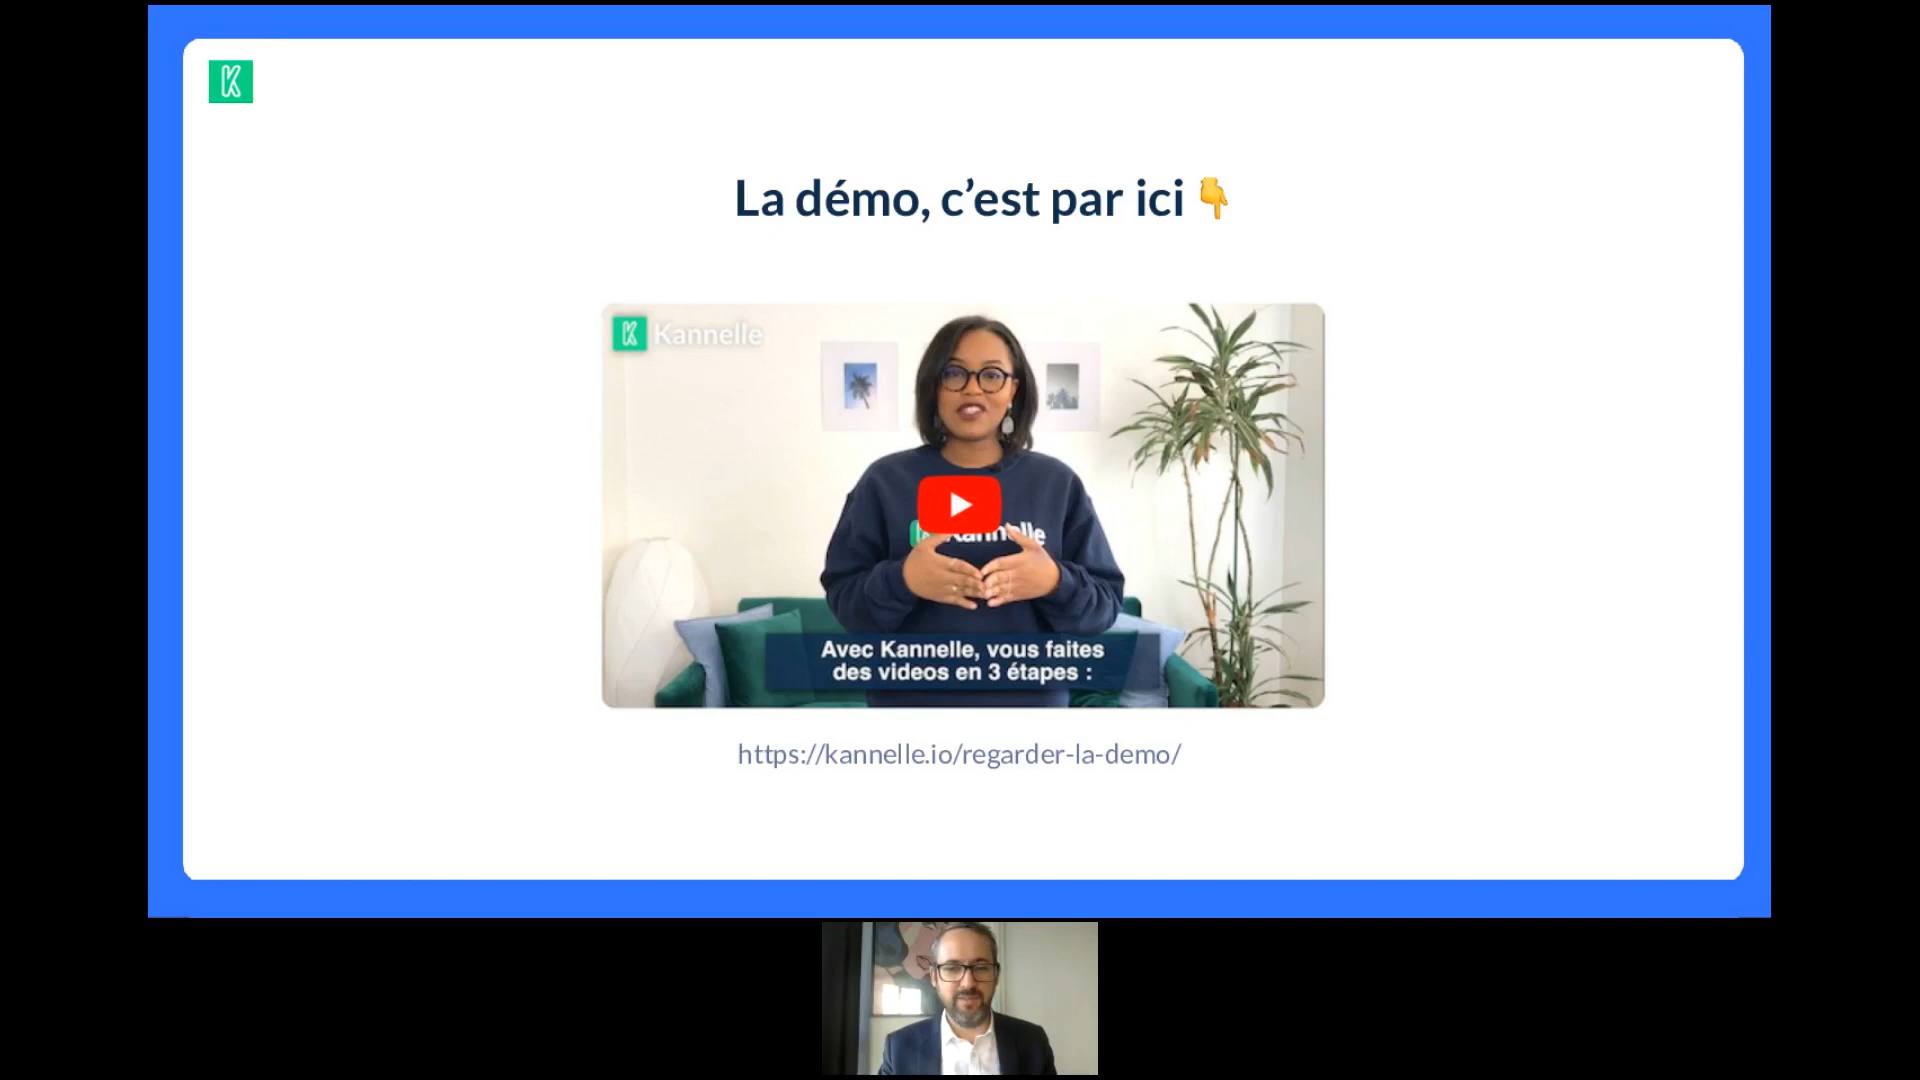 K
La démo, c’est par ici 👇
K Kannelle
Kannelle
Avec Kannelle, vous faites
des videos en 3 étapes :
https://kannelle.io/regarder-la-demo/